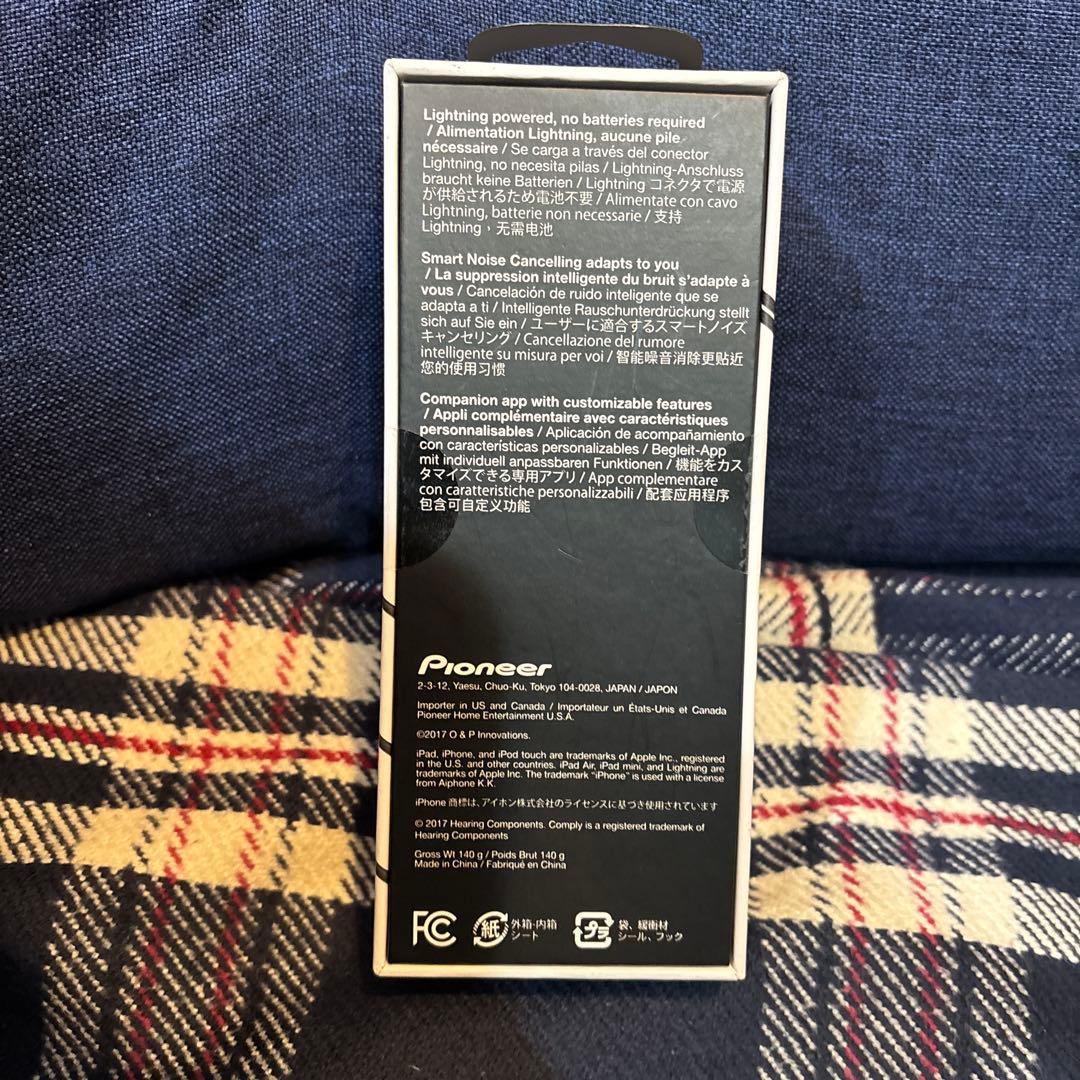 Lightning powered, no batteries required
/ Alimentation Lightning, aucune pile
nécessaire / Se carga a través del conector
Lightning, no necesita pilas / Lightning-Anschluss
braucht keine Batterien / Lightning コネクタで電源
が供給されるため電池不要 / Alimentate con cavo
Lightning, batterie non necessarie / 支持
Lightning，无需电池
Smart Noise Cancelling adapts to you
/ La suppression intelligente du bruit s'adapte à
vous / Cancelación de ruido inteligente que se
adapta a ti / Intelligente Rauschunterdrückung stellt
sich auf Sie ein / ユーザーに適合するスマートノイズ
キャンセリング / Cancellazione del rumore
intelligente su misura per voi / 智能噪音消除更贴近
您的使用习惯
Companion app with customizable features
/ Appli complémentaire avec caractéristiques
personnalisables / Aplicación de acompañamiento
con características personalizables / Begleit-App
mit individuell anpassbaren Funktionen / 機能をカス
タマイズできる専用アプリ / App complementare
con caratteristiche personalizzabili / 配套应用程序
包含可自定义功能
Pioneer
2-3-12, Yaesu, Chuo-Ku, Tokyo 104-0028, JAPAN / JAPON
Importer in US and Canada / Importateur un États-Unis et Canada
Pioneer Home Entertainment U.S.A.
©2017 O & P Innovations.
iPad, iPhone, and iPod touch are trademarks of Apple Inc., registered
in the U.S. and other countries. iPad Air, iPad mini, and Lightning are
trademarks of Apple Inc. The trademark "iPhone" is used with a license
from Aiphone K.K.
iPhone 商標は、アイホン株式会社のライセンスに基づき使用されています
© 2017 Hearing Components. Comply is a registered trademark of
Hearing Components
Gross Wt 140 g / Poids Brut 140 g
Made in China / Fabriqué en China
FC 紙 外箱·内箱 プラ 袋、緩衝材
シート シール、フック